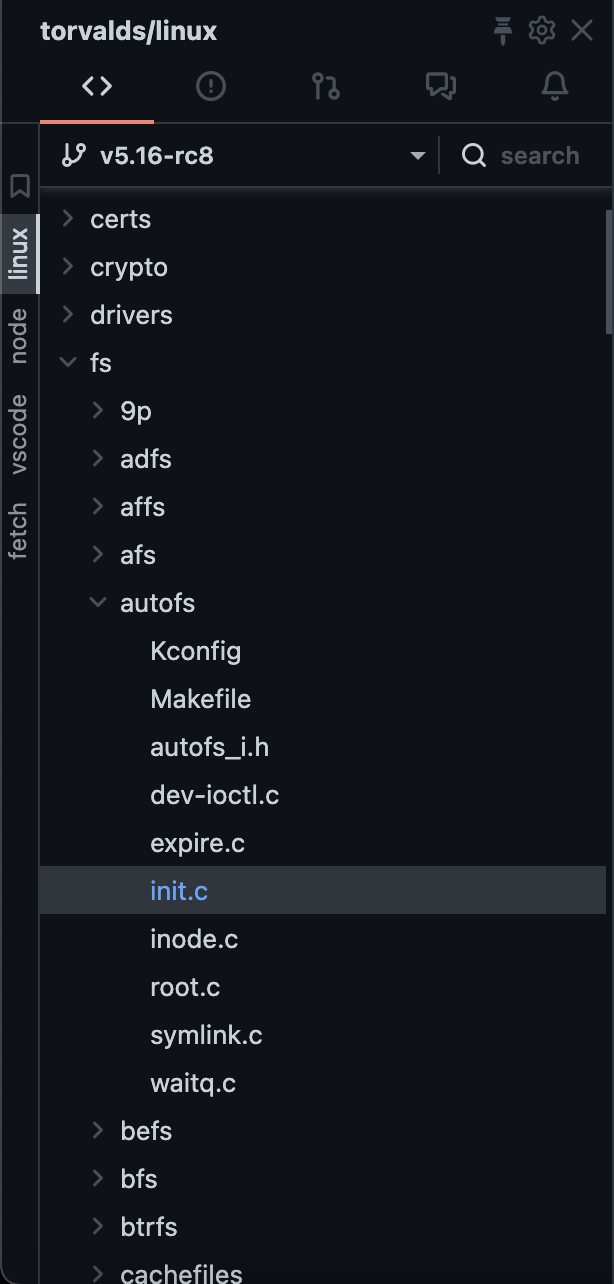 torvalds/linux
v5.16-rc8
search
linux
node
vscode
fetch
certs
crypto
drivers
fs
9p
adfs
affs
afs
autofs
Kconfig
Makefile
autofs_i.h
dev-ioctl.c
expire.c
init.c
inode.c
root.c
symlink.c
waitq.c
befs
bfs
btrfs
cachefiles